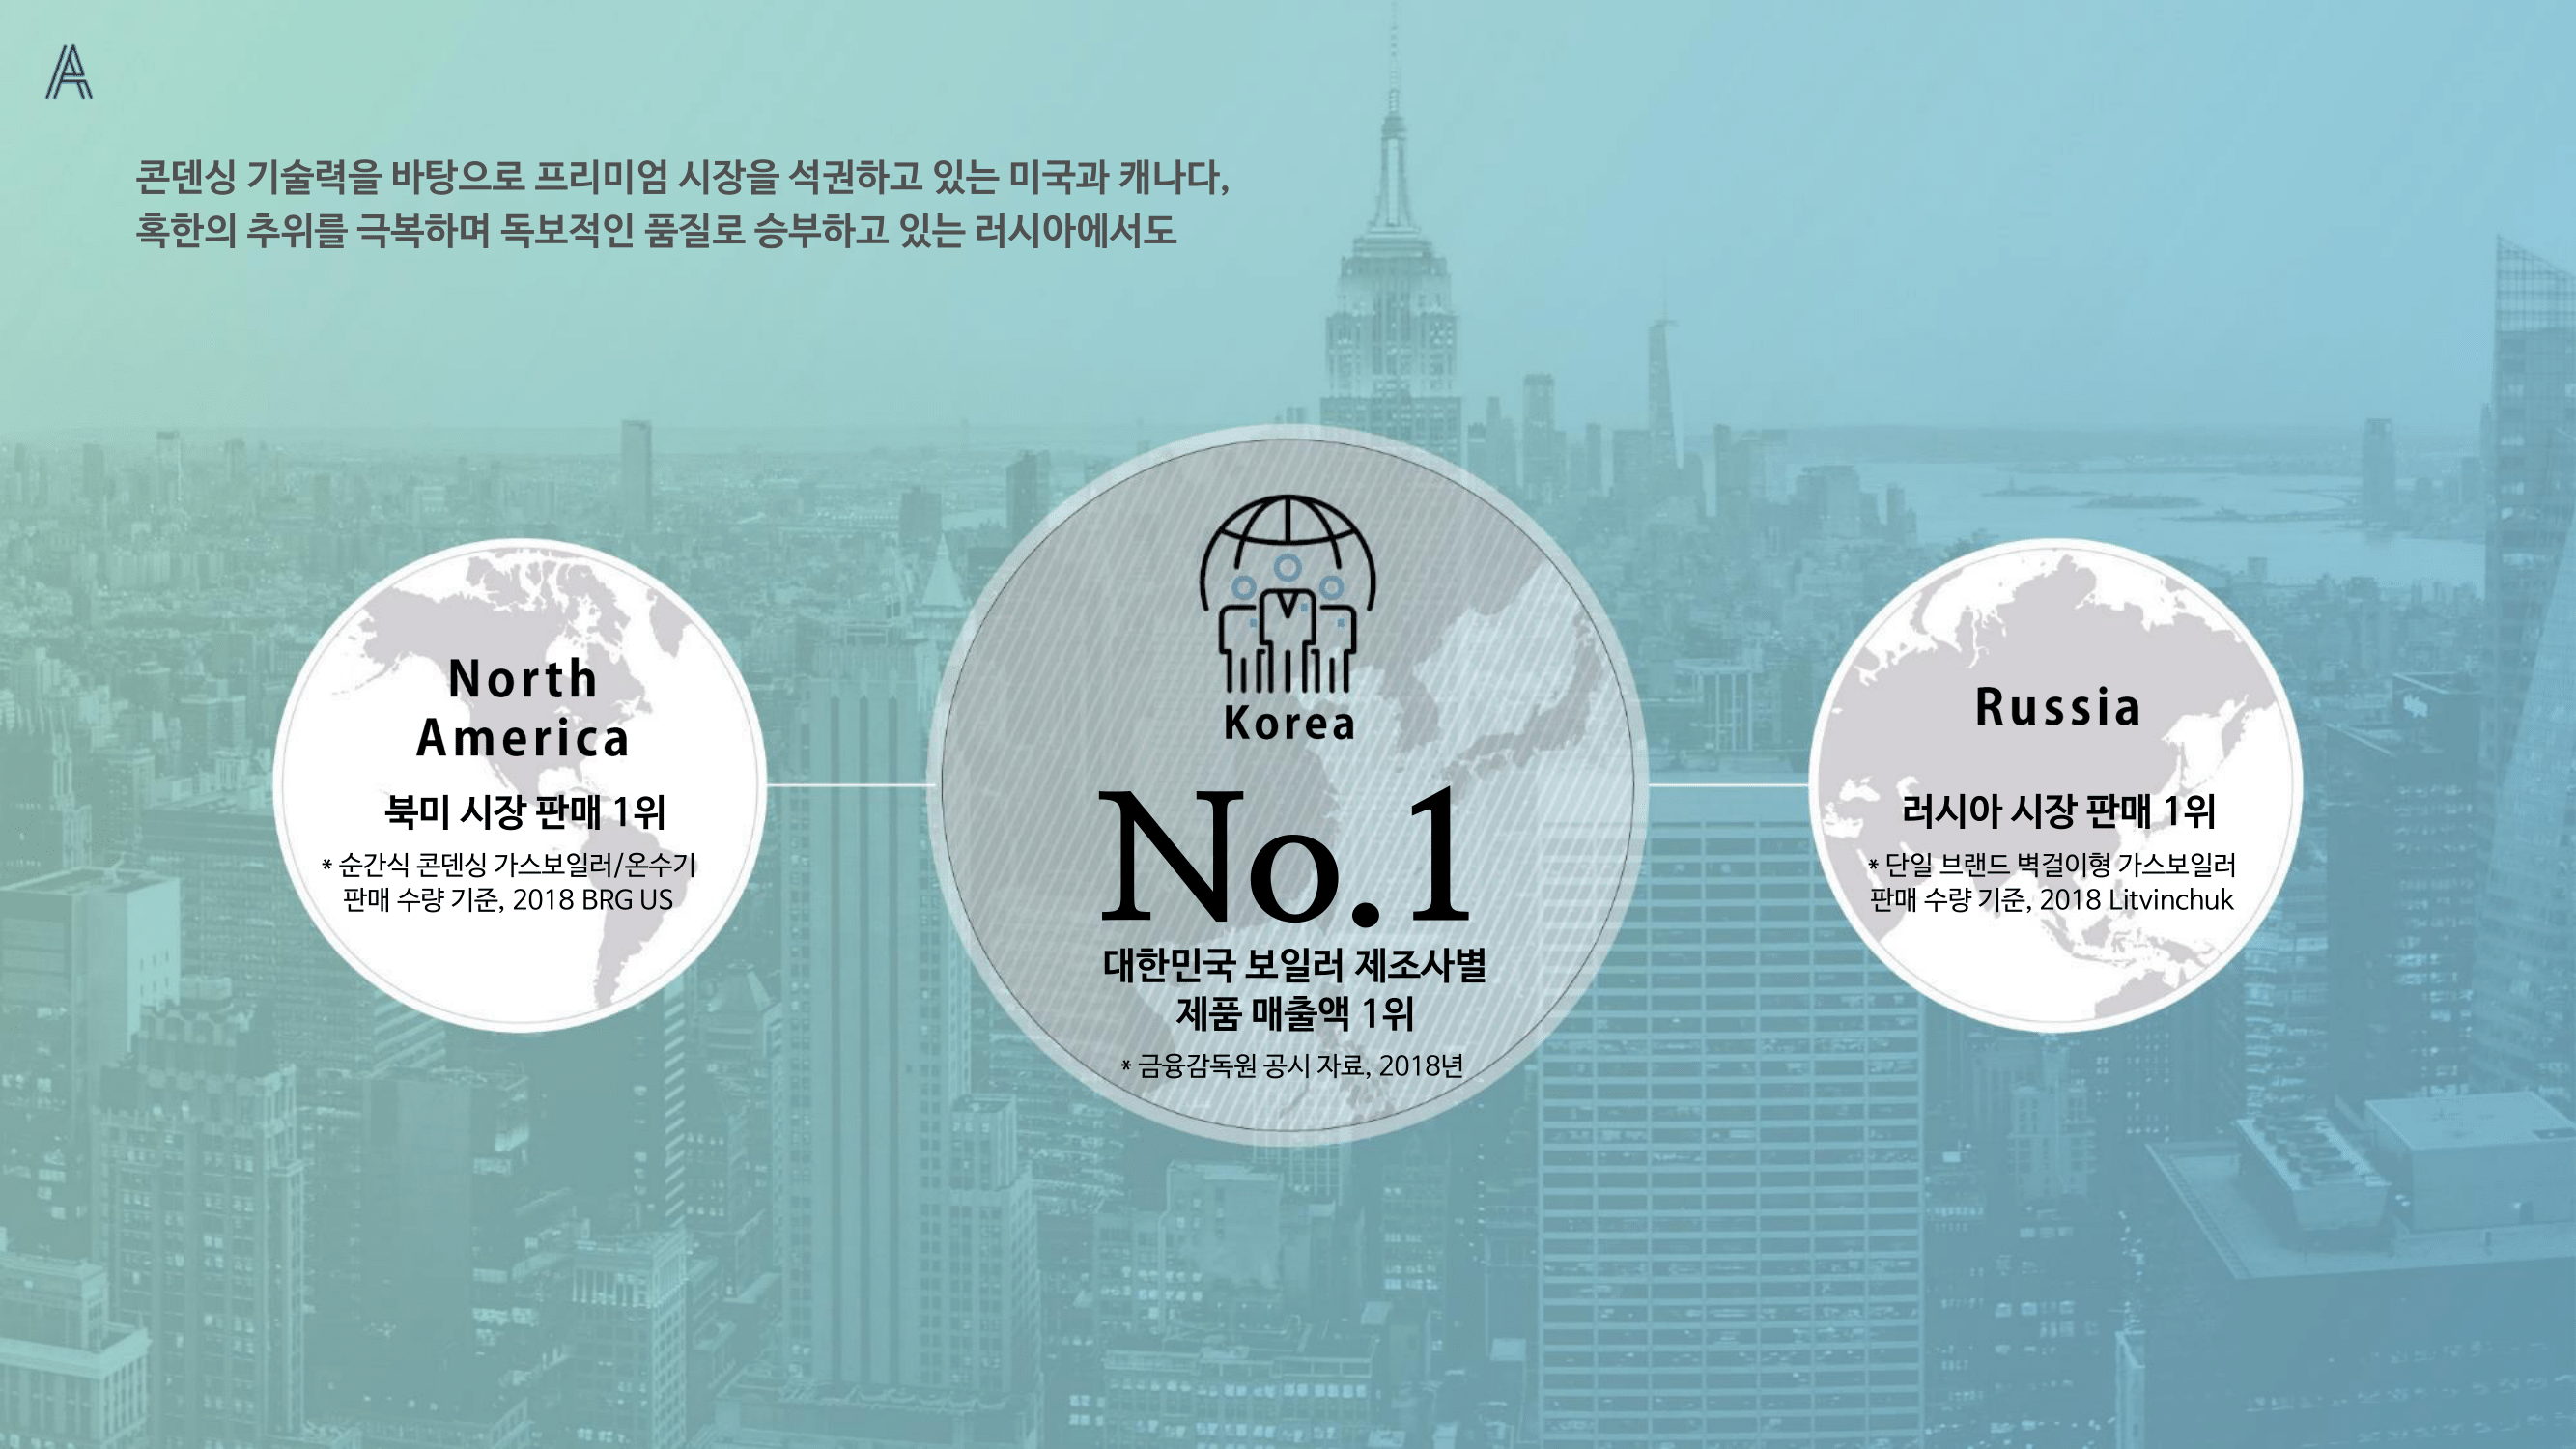 콘덴싱 기술력을 바탕으로 프리미엄 시장을 석권하고 있는 미국과 캐나다,
혹한의 추위를 극복하며 독보적인 품질로 승부하고 있는 러시아에서도
North
America
북미 시장 판매 1위
* 순간식 콘덴싱 가스보일러/온수기
판매 수량 기준, 2018 BRG US
Korea
No.1
대한민국 보일러 제조사별
제품 매출액 1위
* 금융감독원 공시 자료, 2018년
Russia
러시아 시장 판매 1위
* 단일 브랜드 벽걸이형 가스보일러
판매 수량 기준, 2018 Litvinchuk